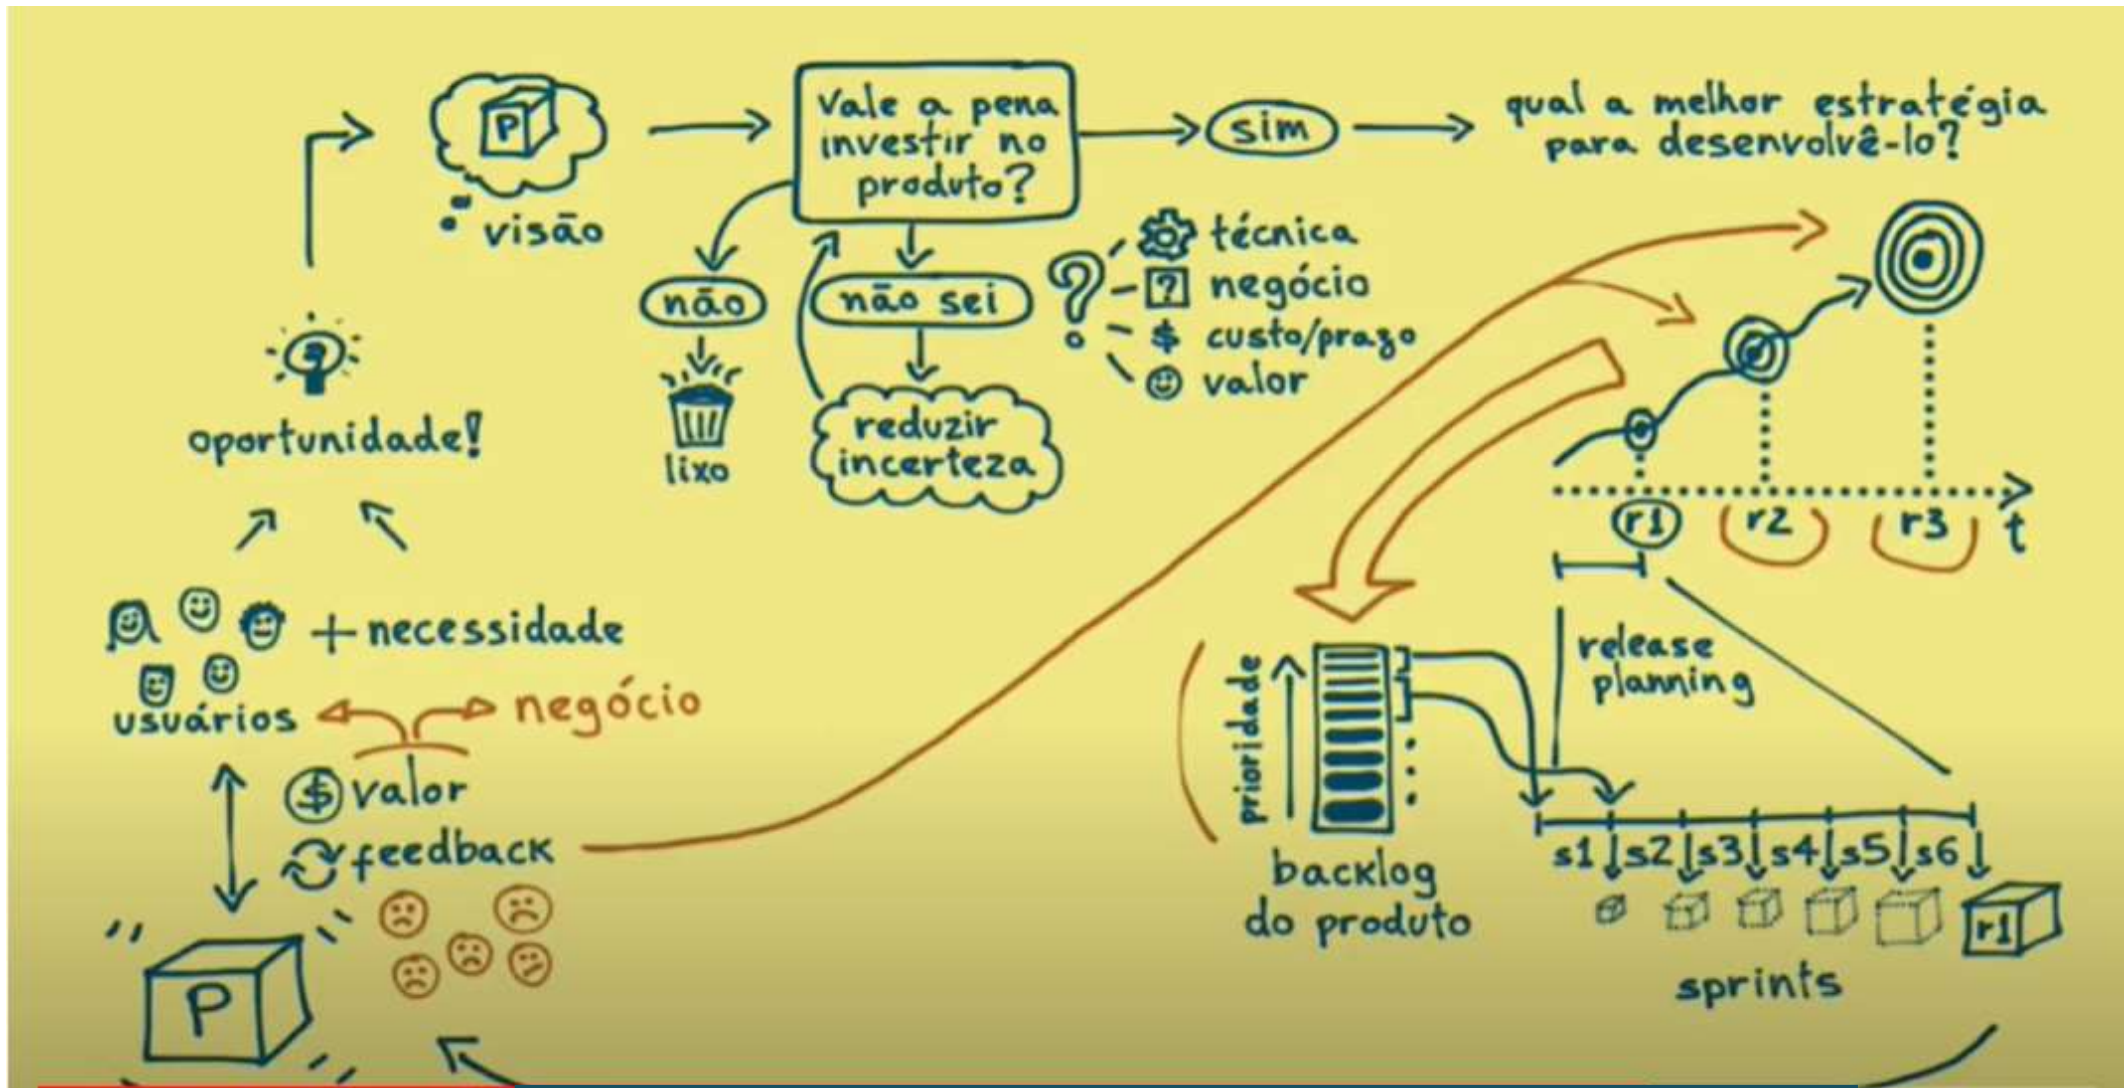 P
visão
Vale a pena
investir no
produto?
sim
qual a melhor estratégia
para desenvolvê-lo?
não
lixo
não sei
reduzir
incerteza
?
técnica
? negócio
$ custo/prazo
valor
oportunidade!
+ necessidade
usuários
negócio
$ valor
feedback
P
r1
r2
r3
t
release
planning
prioridade
backlog
do produto
s1 s2 s3 s4 s5 s6
r1
sprints